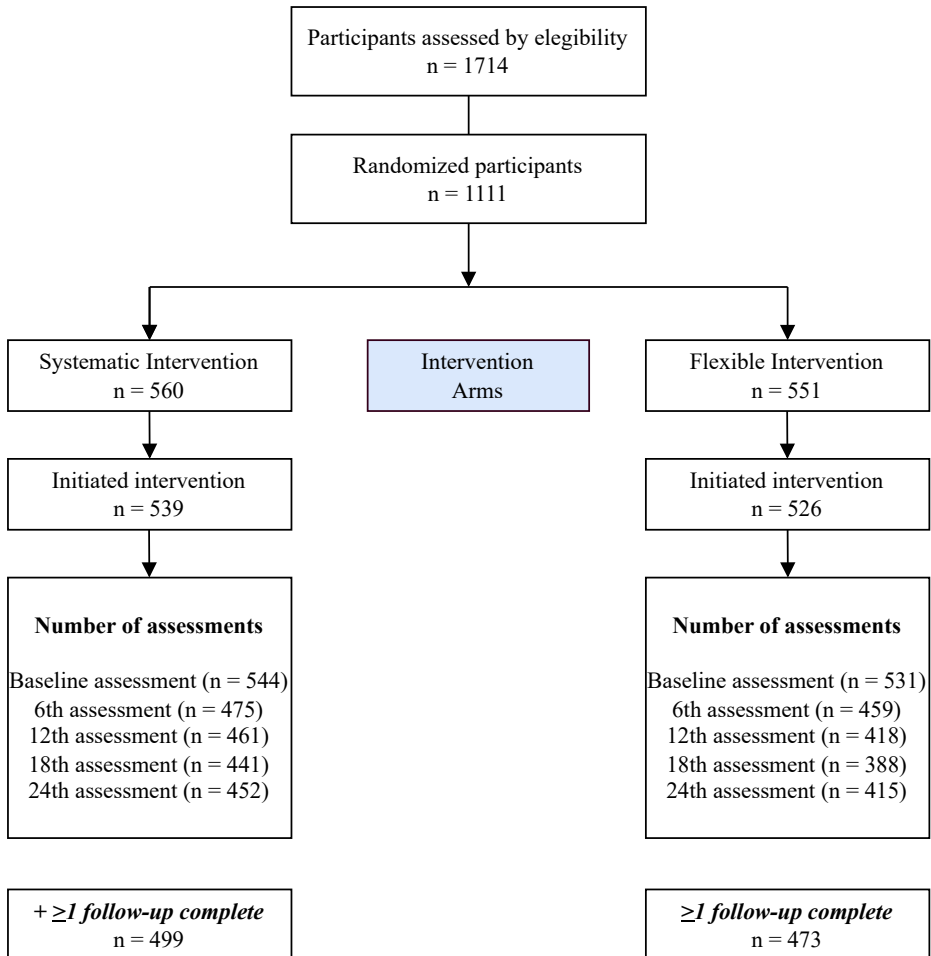 Participants assessed by elegibility
n = 1714
Randomized participants
n = 1111
Systematic Intervention
n = 560
Intervention
Arms
Flexible Intervention
n = 551
Initiated intervention
n = 539
Initiated intervention
n = 526
Number of assessments
Baseline assessment (n = 544)
6th assessment (n = 475)
12th assessment (n = 461)
18th assessment (n = 441)
24th assessment (n = 452)
Number of assessments
Baseline assessment (n = 531)
6th assessment (n = 459)
12th assessment (n = 418)
18th assessment (n = 388)
24th assessment (n = 415)
+ ≥1 follow-up complete
n = 499
≥1 follow-up complete
n = 473